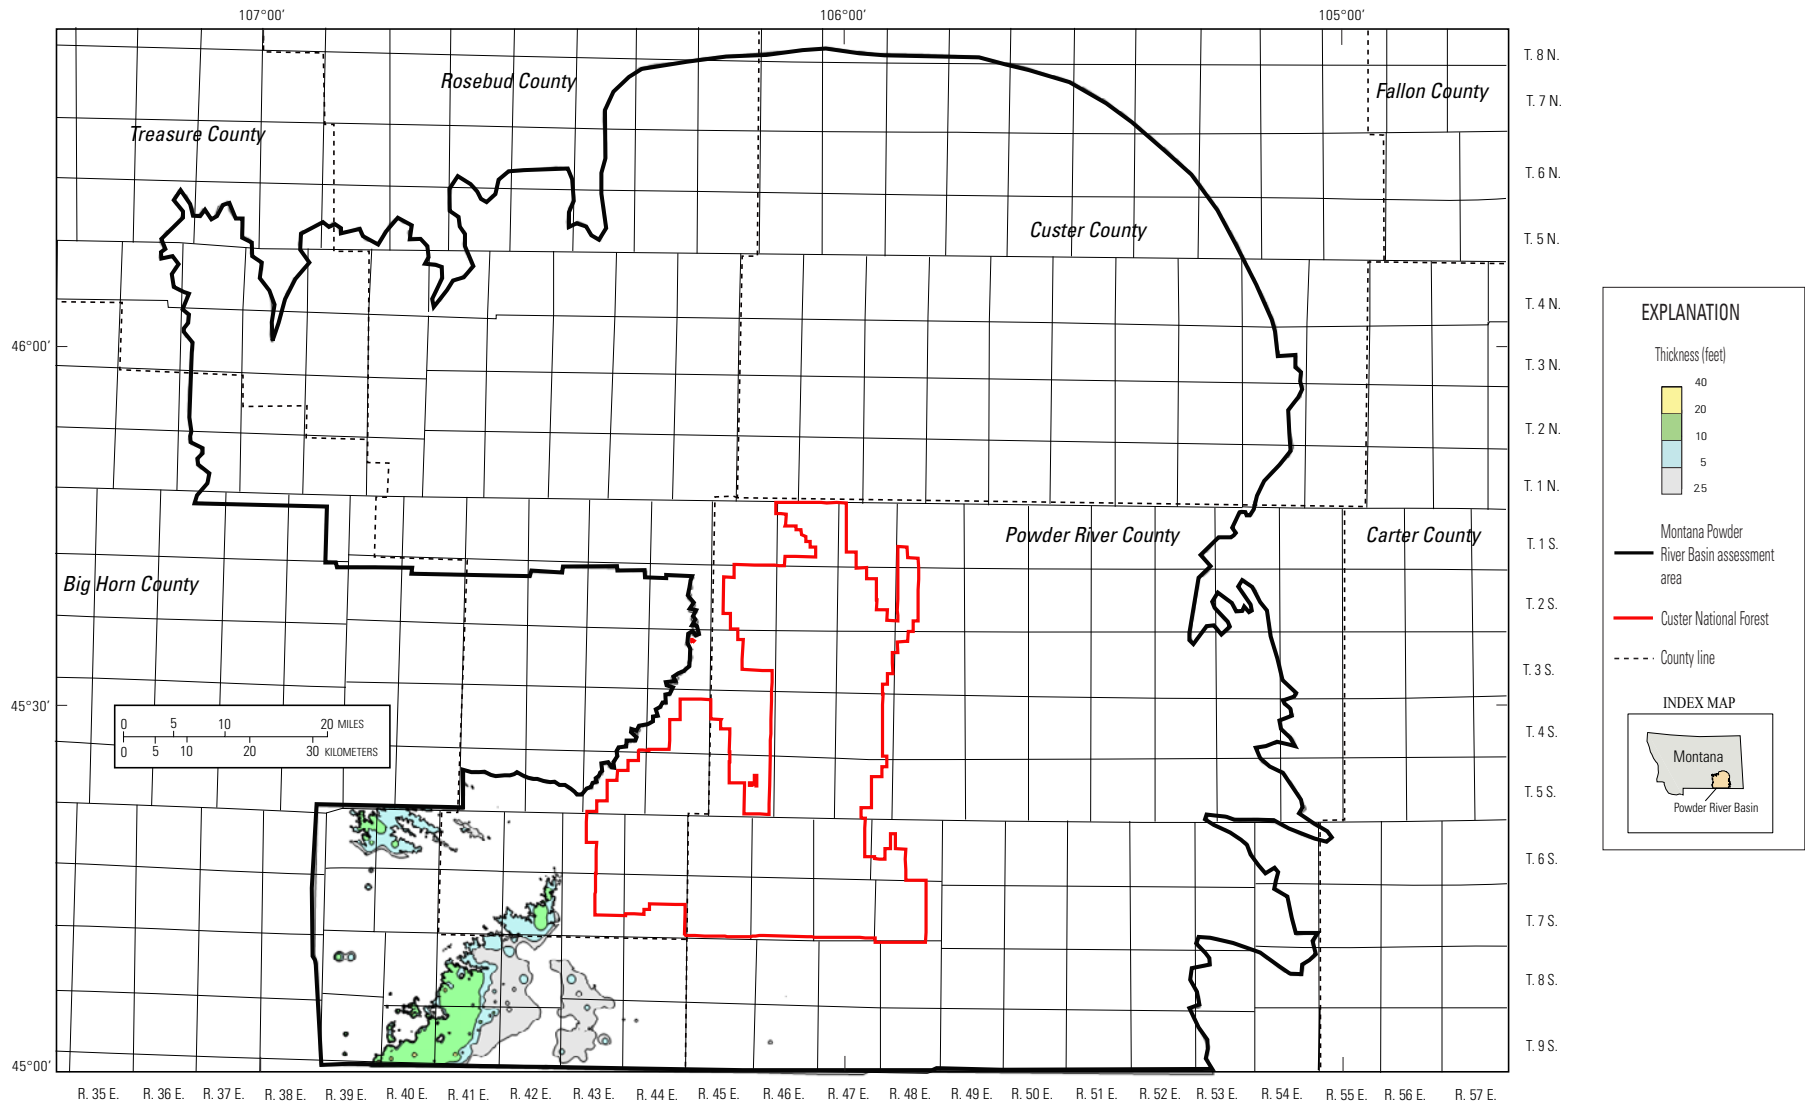 107°00′ 106°00′ 105°00′
Rosebud County
Treasure County
Fallon County
Custer County
Big Horn County
Powder River County
Carter County
46°00′
45°30′
45°00′
T. 8 N.
T. 7 N.
T. 6 N.
T. 5 N.
T. 4 N.
T. 3 N.
T. 2 N.
T. 1 N.
T. 1 S.
T. 2 S.
T. 3 S.
T. 4 S.
T. 5 S.
T. 6 S.
T. 7 S.
T. 8 S.
T. 9 S.
0 5 10 20 MILES
0 5 10 20 30 KILOMETERS
R. 35 E. R. 36 E. R. 37 E. R. 38 E. R. 39 E. R. 40 E. R. 41 E. R. 42 E. R. 43 E. R. 44 E. R. 45 E. R. 46 E. R. 47 E. R. 48 E. R. 49 E. R. 50 E. R. 51 E. R. 52 E. R. 53 E. R. 54 E. R. 55 E. R. 56 E. R. 57 E.
EXPLANATION
Thickness (feet)
40
20
10
5
2.5
Montana Powder
River Basin assessment
area
Custer National Forest
County line
INDEX MAP
Montana
Powder River Basin